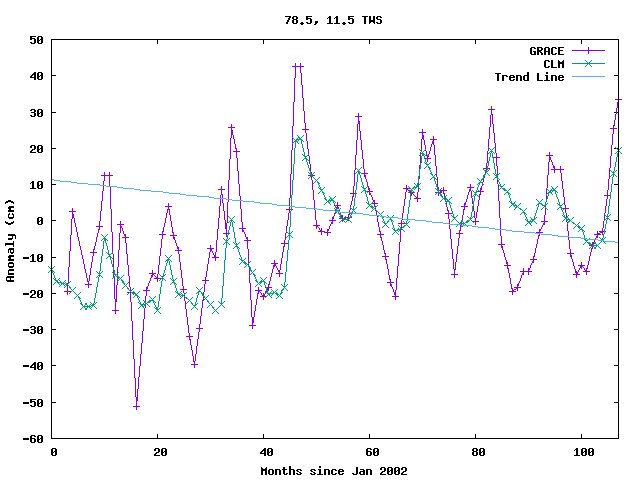 78.5, 11.5 TWS
GRACE
CLM
Trend Line
50
40
30
20
10
0
-10
-20
-30
-40
-50
-60
Anomaly (cm)
0 20 40 60 80 100
Months since Jan 2002